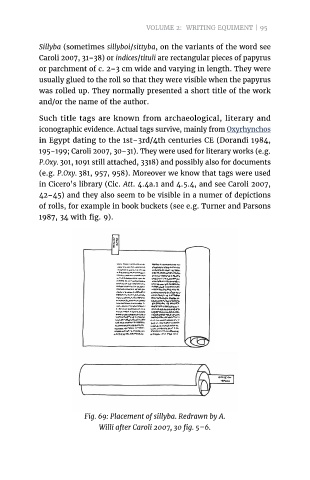 VOLUME 2: WRITING EQUIMENT | 95
Sillyba (sometimes sillyboi/sittyba, on the variants of the word see
Caroli 2007, 31–38) or indices/tituli are rectangular pieces of papyrus
or parchment of c. 2–3 cm wide and varying in length. They were
usually glued to the roll so that they were visible when the papyrus
was rolled up. They normally presented a short title of the work
and/or the name of the author.
Such title tags are known from archaeological, literary and
iconographic evidence. Actual tags survive, mainly from Oxyrhynchos
in Egypt dating to the 1st–3rd/4th centuries CE (Dorandi 1984,
195–199; Caroli 2007, 30–31). They were used for literary works (e.g.
P.Oxy. 301, 1091 still attached, 3318) and possibly also for documents
(e.g. P.Oxy. 381, 957, 958). Moreover we know that tags were used
in Cicero's library (Cic. Att. 4.4a.1 and 4.5.4, and see Caroli 2007,
42–45) and they also seem to be visible in a numer of depictions
of rolls, for example in book buckets (see e.g. Turner and Parsons
1987, 34 with fig. 9).
Fig. 69: Placement of sillyba. Redrawn by A.
Willi after Caroli 2007, 30 fig. 5–6.